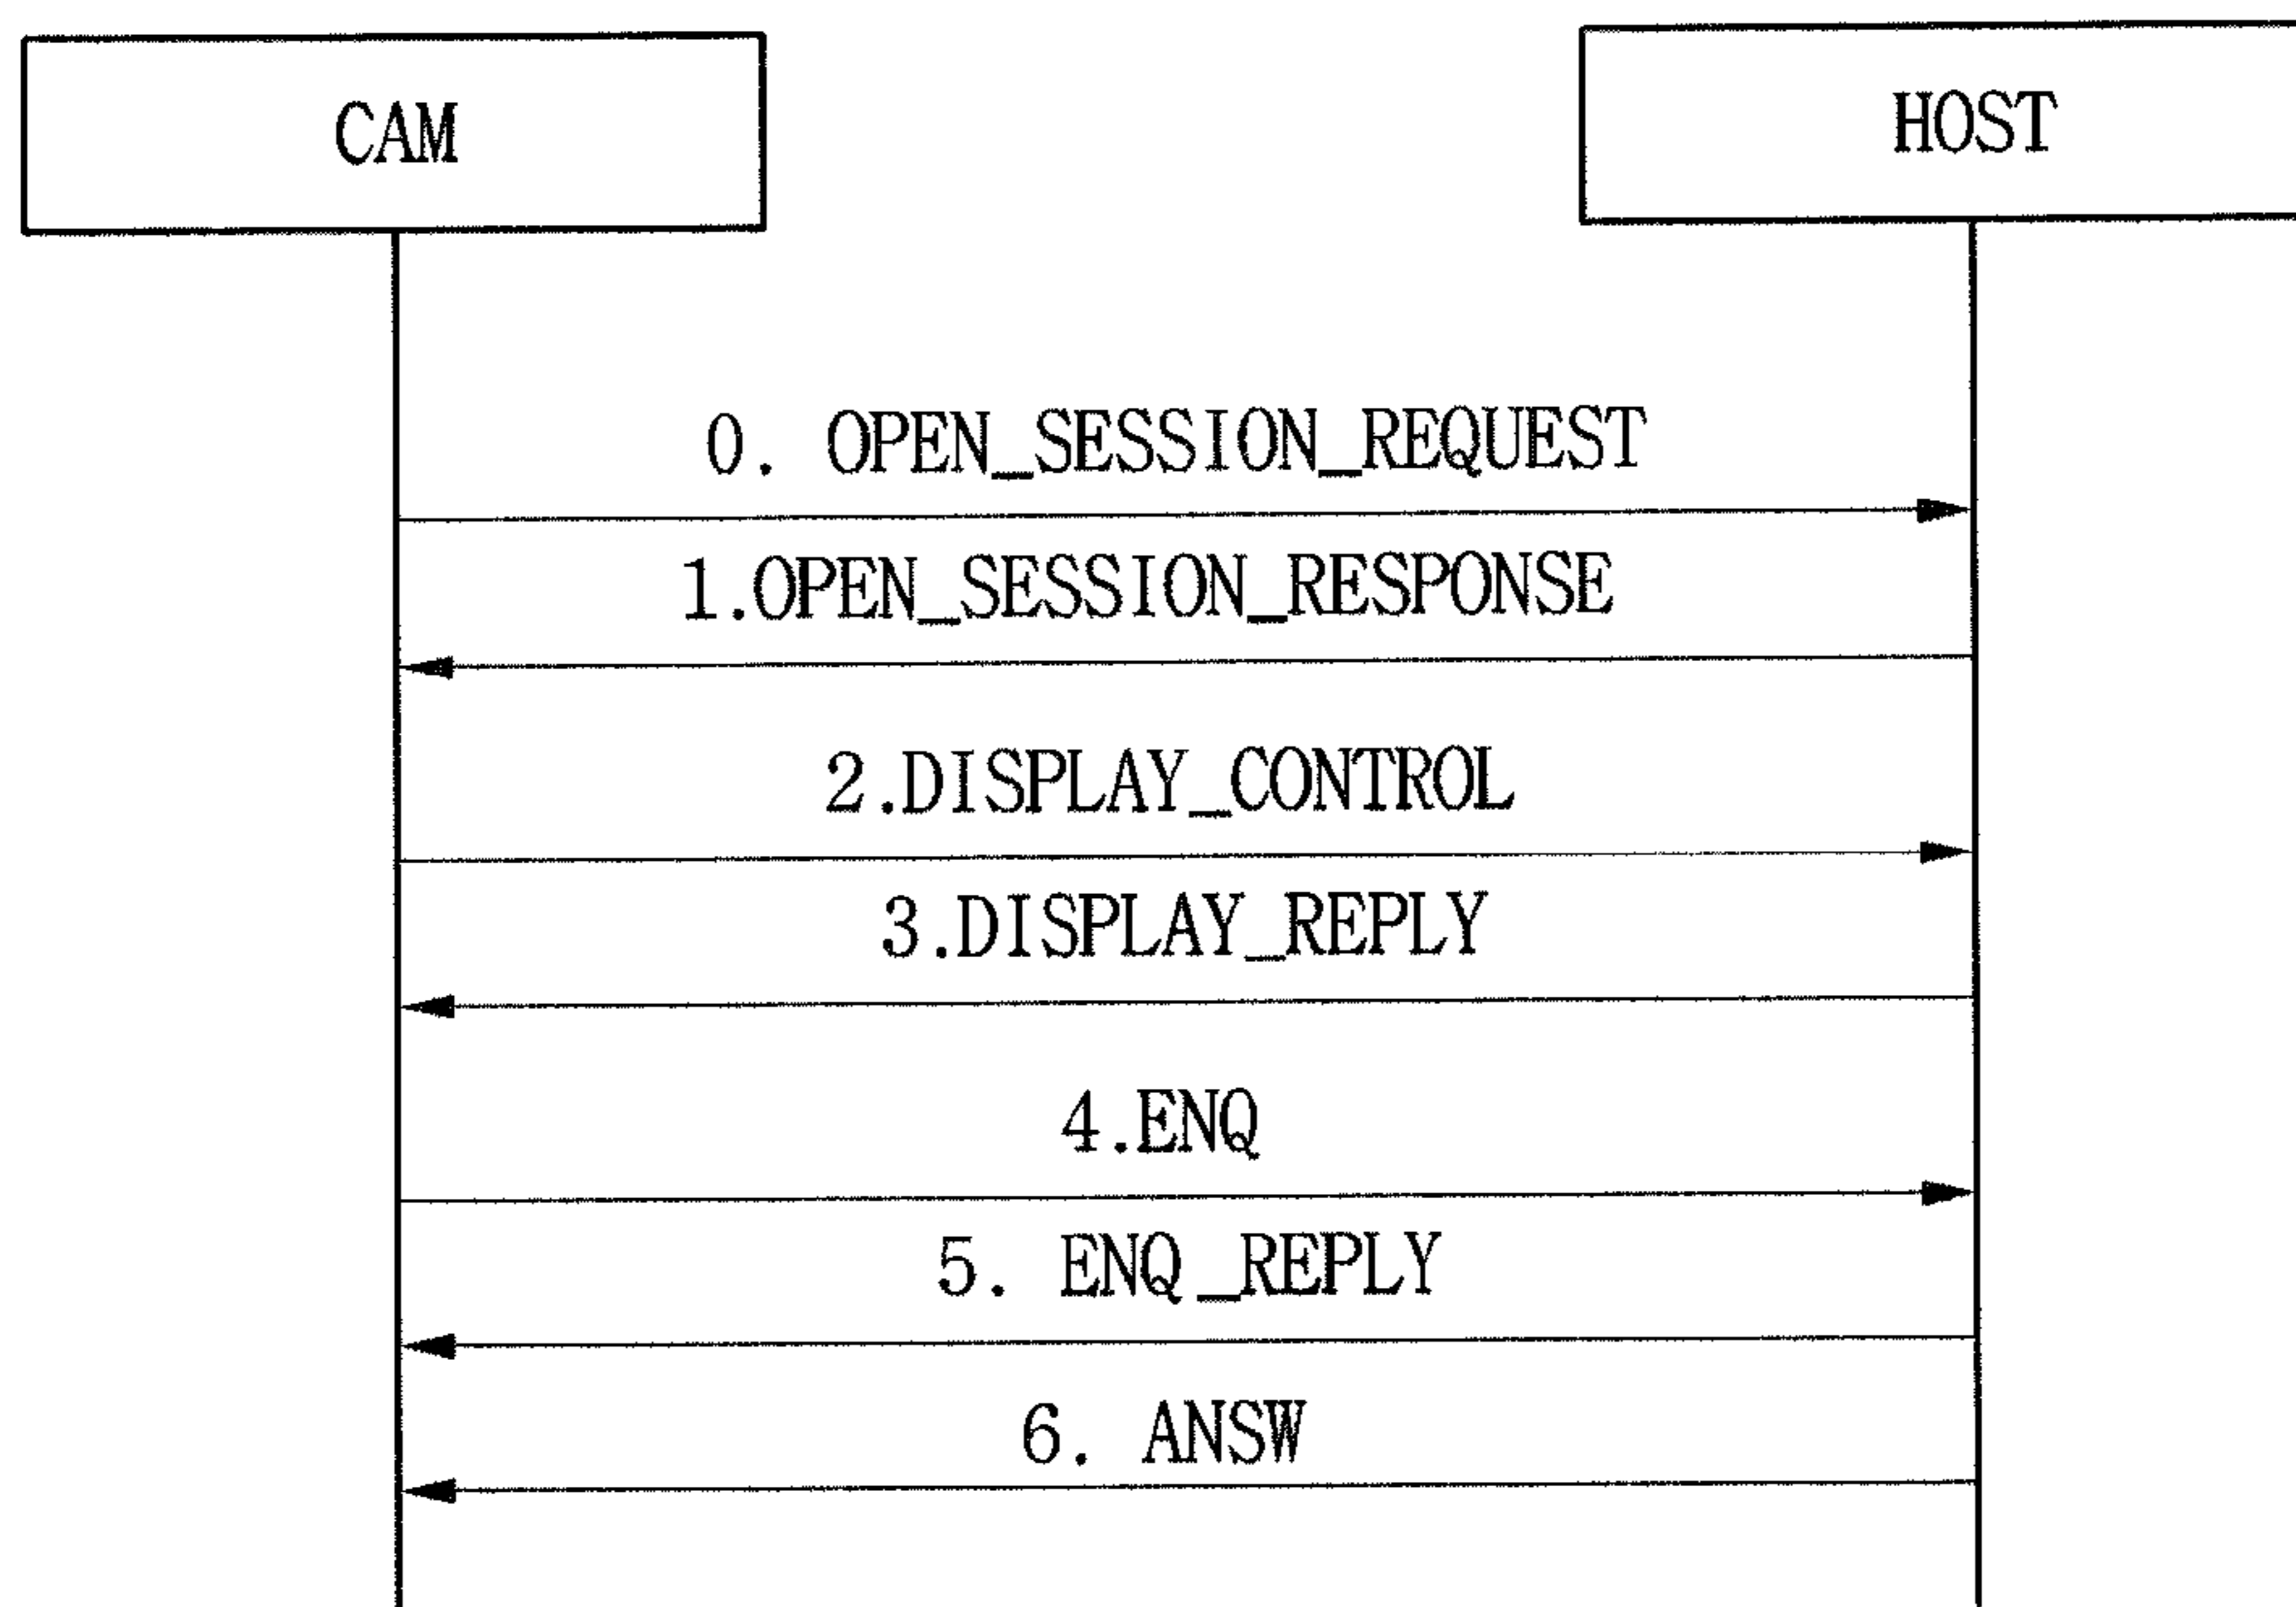 CAM
HOST
0. OPEN_SESSION_REQUEST
1.OPEN_SESSION_RESPONSE
2.DISPLAY_CONTROL
3.DISPLAY_REPLY
4.ENQ
5. ENQ_REPLY
6. ANSW